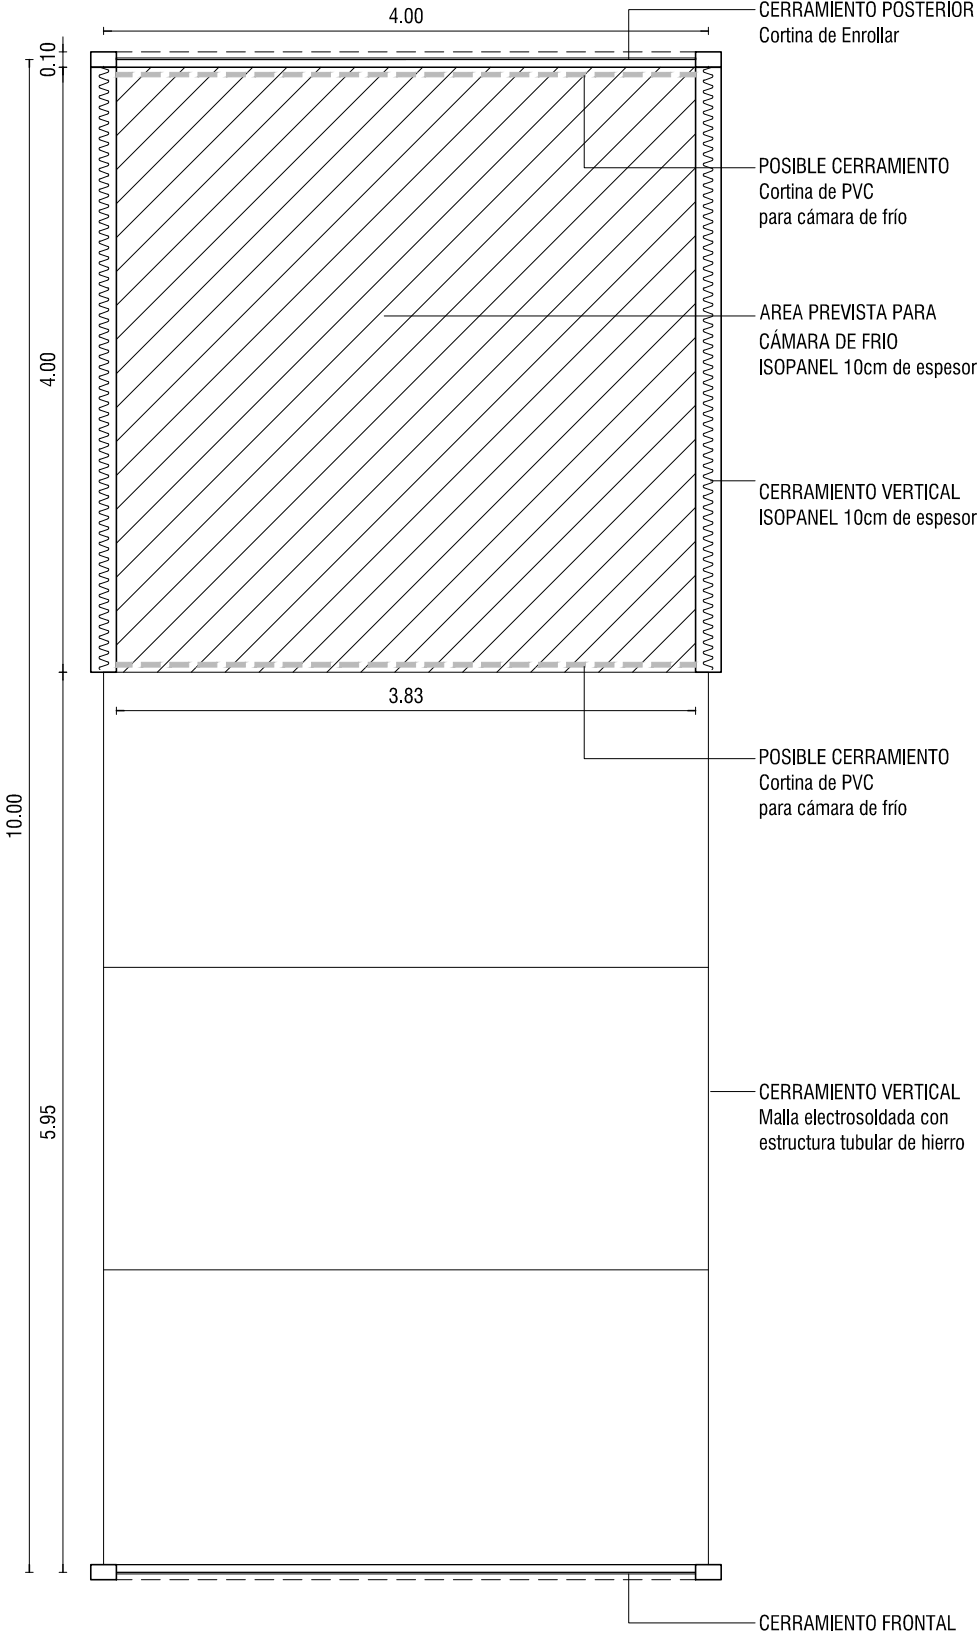 4.00
CERRAMIENTO POSTERIOR
Cortina de Enrollar
0.10
POSIBLE CERRAMIENTO
Cortina de PVC
para cámara de frío
AREA PREVISTA PARA
CÁMARA DE FRIO
ISOPANEL 10cm de espesor
4.00
CERRAMIENTO VERTICAL
ISOPANEL 10cm de espesor
3.83
POSIBLE CERRAMIENTO
Cortina de PVC
para cámara de frío
10.00
CERRAMIENTO VERTICAL
Malla electrosoldada con
estructura tubular de hierro
5.95
CERRAMIENTO FRONTAL